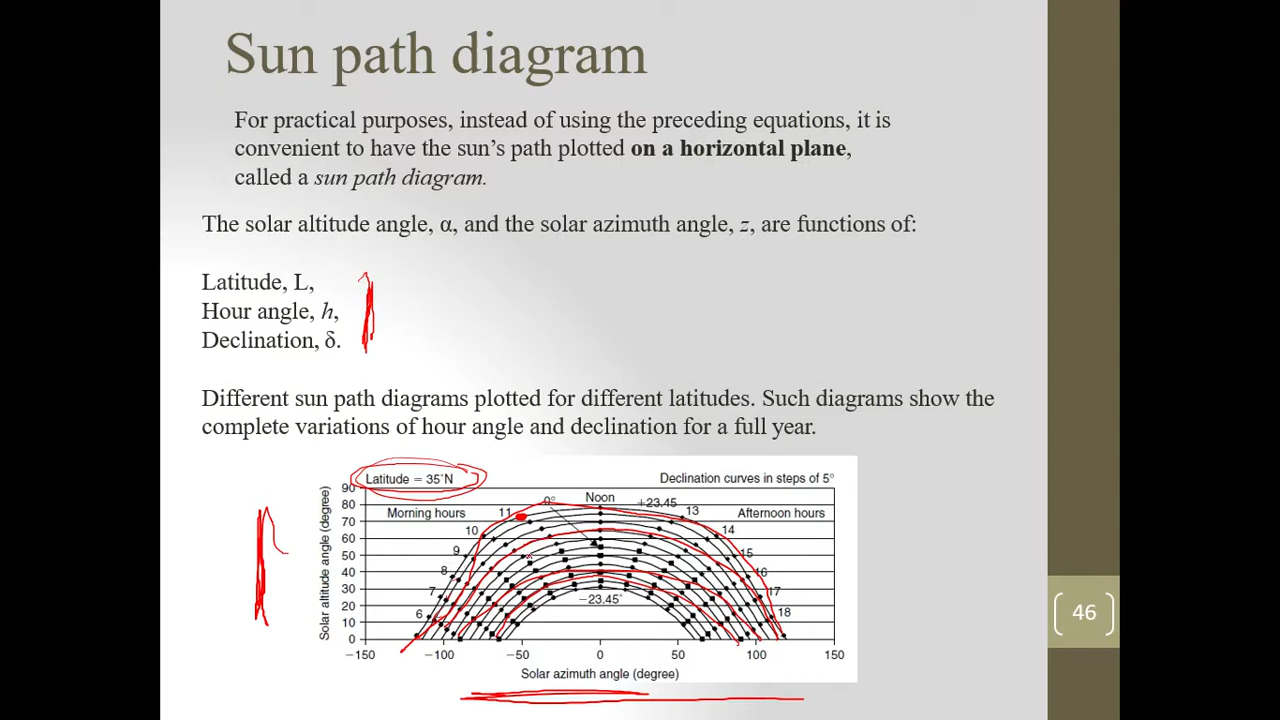 Sun path diagram
For practical purposes, instead of using the preceding equations, it is
convenient to have the sun's path plotted on a horizontal plane,
called a sun path diagram.
The solar altitude angle, α, and the solar azimuth angle, z, are functions of:
Latitude, L,
Hour angle, h,
Declination, δ.
Different sun path diagrams plotted for different latitudes. Such diagrams show the
complete variations of hour angle and declination for a full year.
Latitude = 35°N
Declination curves in steps of 5°
Solar altitude angle (degree)
90
80
70
60
50
40
30
20
10
0
Morning hours
0°
Noon
+23.45
Afternoon hours
11
10
9
8
7
6
13
14
15
16
17
18
−23.45°
−150 −100 −50 0 50 100 150
Solar azimuth angle (degree)
46